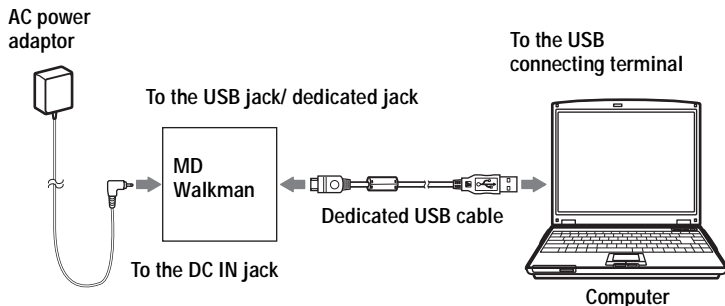 AC power
adaptor
To the USB
connecting terminal
To the USB jack/ dedicated jack
MD
Walkman
Dedicated USB cable
To the DC IN jack
Computer